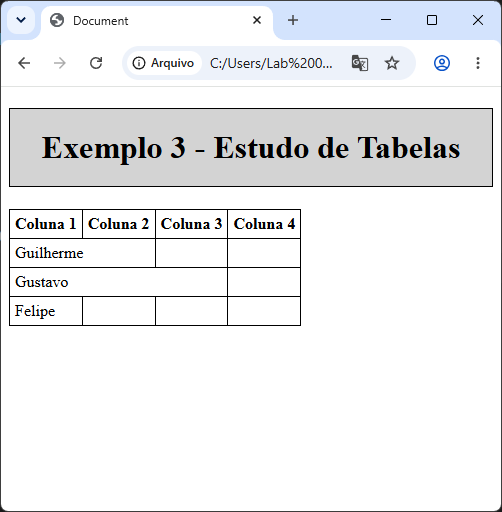 Document
Arquivo C:/Users/Lab%200...
Exemplo 3 - Estudo de Tabelas
Coluna 1 Coluna 2 Coluna 3 Coluna 4
Guilherme
Gustavo
Felipe